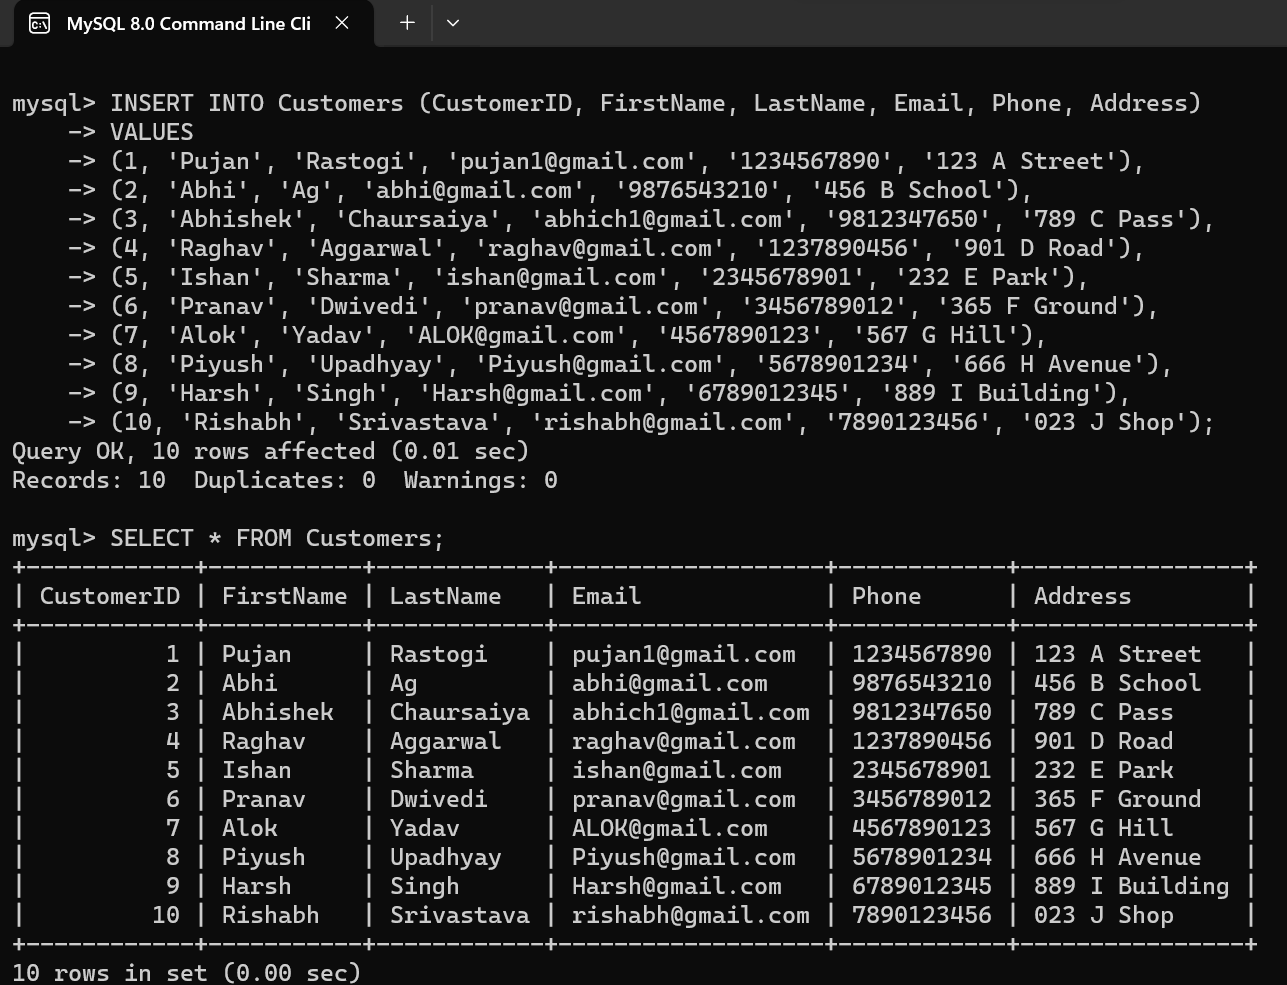 MySQL 8.0 Command Line Cli
mysql> INSERT INTO Customers (CustomerID, FirstName, LastName, Email, Phone, Address)
    -> VALUES
    -> (1, 'Pujan', 'Rastogi', 'pujan1@gmail.com', '1234567890', '123 A Street'),
    -> (2, 'Abhi', 'Ag', 'abhi@gmail.com', '9876543210', '456 B School'),
    -> (3, 'Abhishek', 'Chaursaiya', 'abhich1@gmail.com', '9812347650', '789 C Pass'),
    -> (4, 'Raghav', 'Aggarwal', 'raghav@gmail.com', '1237890456', '901 D Road'),
    -> (5, 'Ishan', 'Sharma', 'ishan@gmail.com', '2345678901', '232 E Park'),
    -> (6, 'Pranav', 'Dwivedi', 'pranav@gmail.com', '3456789012', '365 F Ground'),
    -> (7, 'Alok', 'Yadav', 'ALOK@gmail.com', '4567890123', '567 G Hill'),
    -> (8, 'Piyush', 'Upadhyay', 'Piyush@gmail.com', '5678901234', '666 H Avenue'),
    -> (9, 'Harsh', 'Singh', 'Harsh@gmail.com', '6789012345', '889 I Building'),
    -> (10, 'Rishabh', 'Srivastava', 'rishabh@gmail.com', '7890123456', '023 J Shop');
Query OK, 10 rows affected (0.01 sec)
Records: 10  Duplicates: 0  Warnings: 0
mysql> SELECT * FROM Customers;
+------------+-----------+------------+-------------------+------------+----------------+
| CustomerID | FirstName | LastName   | Email             | Phone      | Address        |
+------------+-----------+------------+-------------------+------------+----------------+
|          1 | Pujan     | Rastogi    | pujan1@gmail.com  | 1234567890 | 123 A Street   |
|          2 | Abhi      | Ag         | abhi@gmail.com    | 9876543210 | 456 B School   |
|          3 | Abhishek  | Chaursaiya | abhich1@gmail.com | 9812347650 | 789 C Pass     |
|          4 | Raghav    | Aggarwal   | raghav@gmail.com  | 1237890456 | 901 D Road     |
|          5 | Ishan     | Sharma     | ishan@gmail.com   | 2345678901 | 232 E Park     |
|          6 | Pranav    | Dwivedi    | pranav@gmail.com  | 3456789012 | 365 F Ground   |
|          7 | Alok      | Yadav      | ALOK@gmail.com    | 4567890123 | 567 G Hill     |
|          8 | Piyush    | Upadhyay   | Piyush@gmail.com  | 5678901234 | 666 H Avenue   |
|          9 | Harsh     | Singh      | Harsh@gmail.com   | 6789012345 | 889 I Building |
|         10 | Rishabh   | Srivastava | rishabh@gmail.com | 7890123456 | 023 J Shop     |
+------------+-----------+------------+-------------------+------------+----------------+
10 rows in set (0.00 sec)